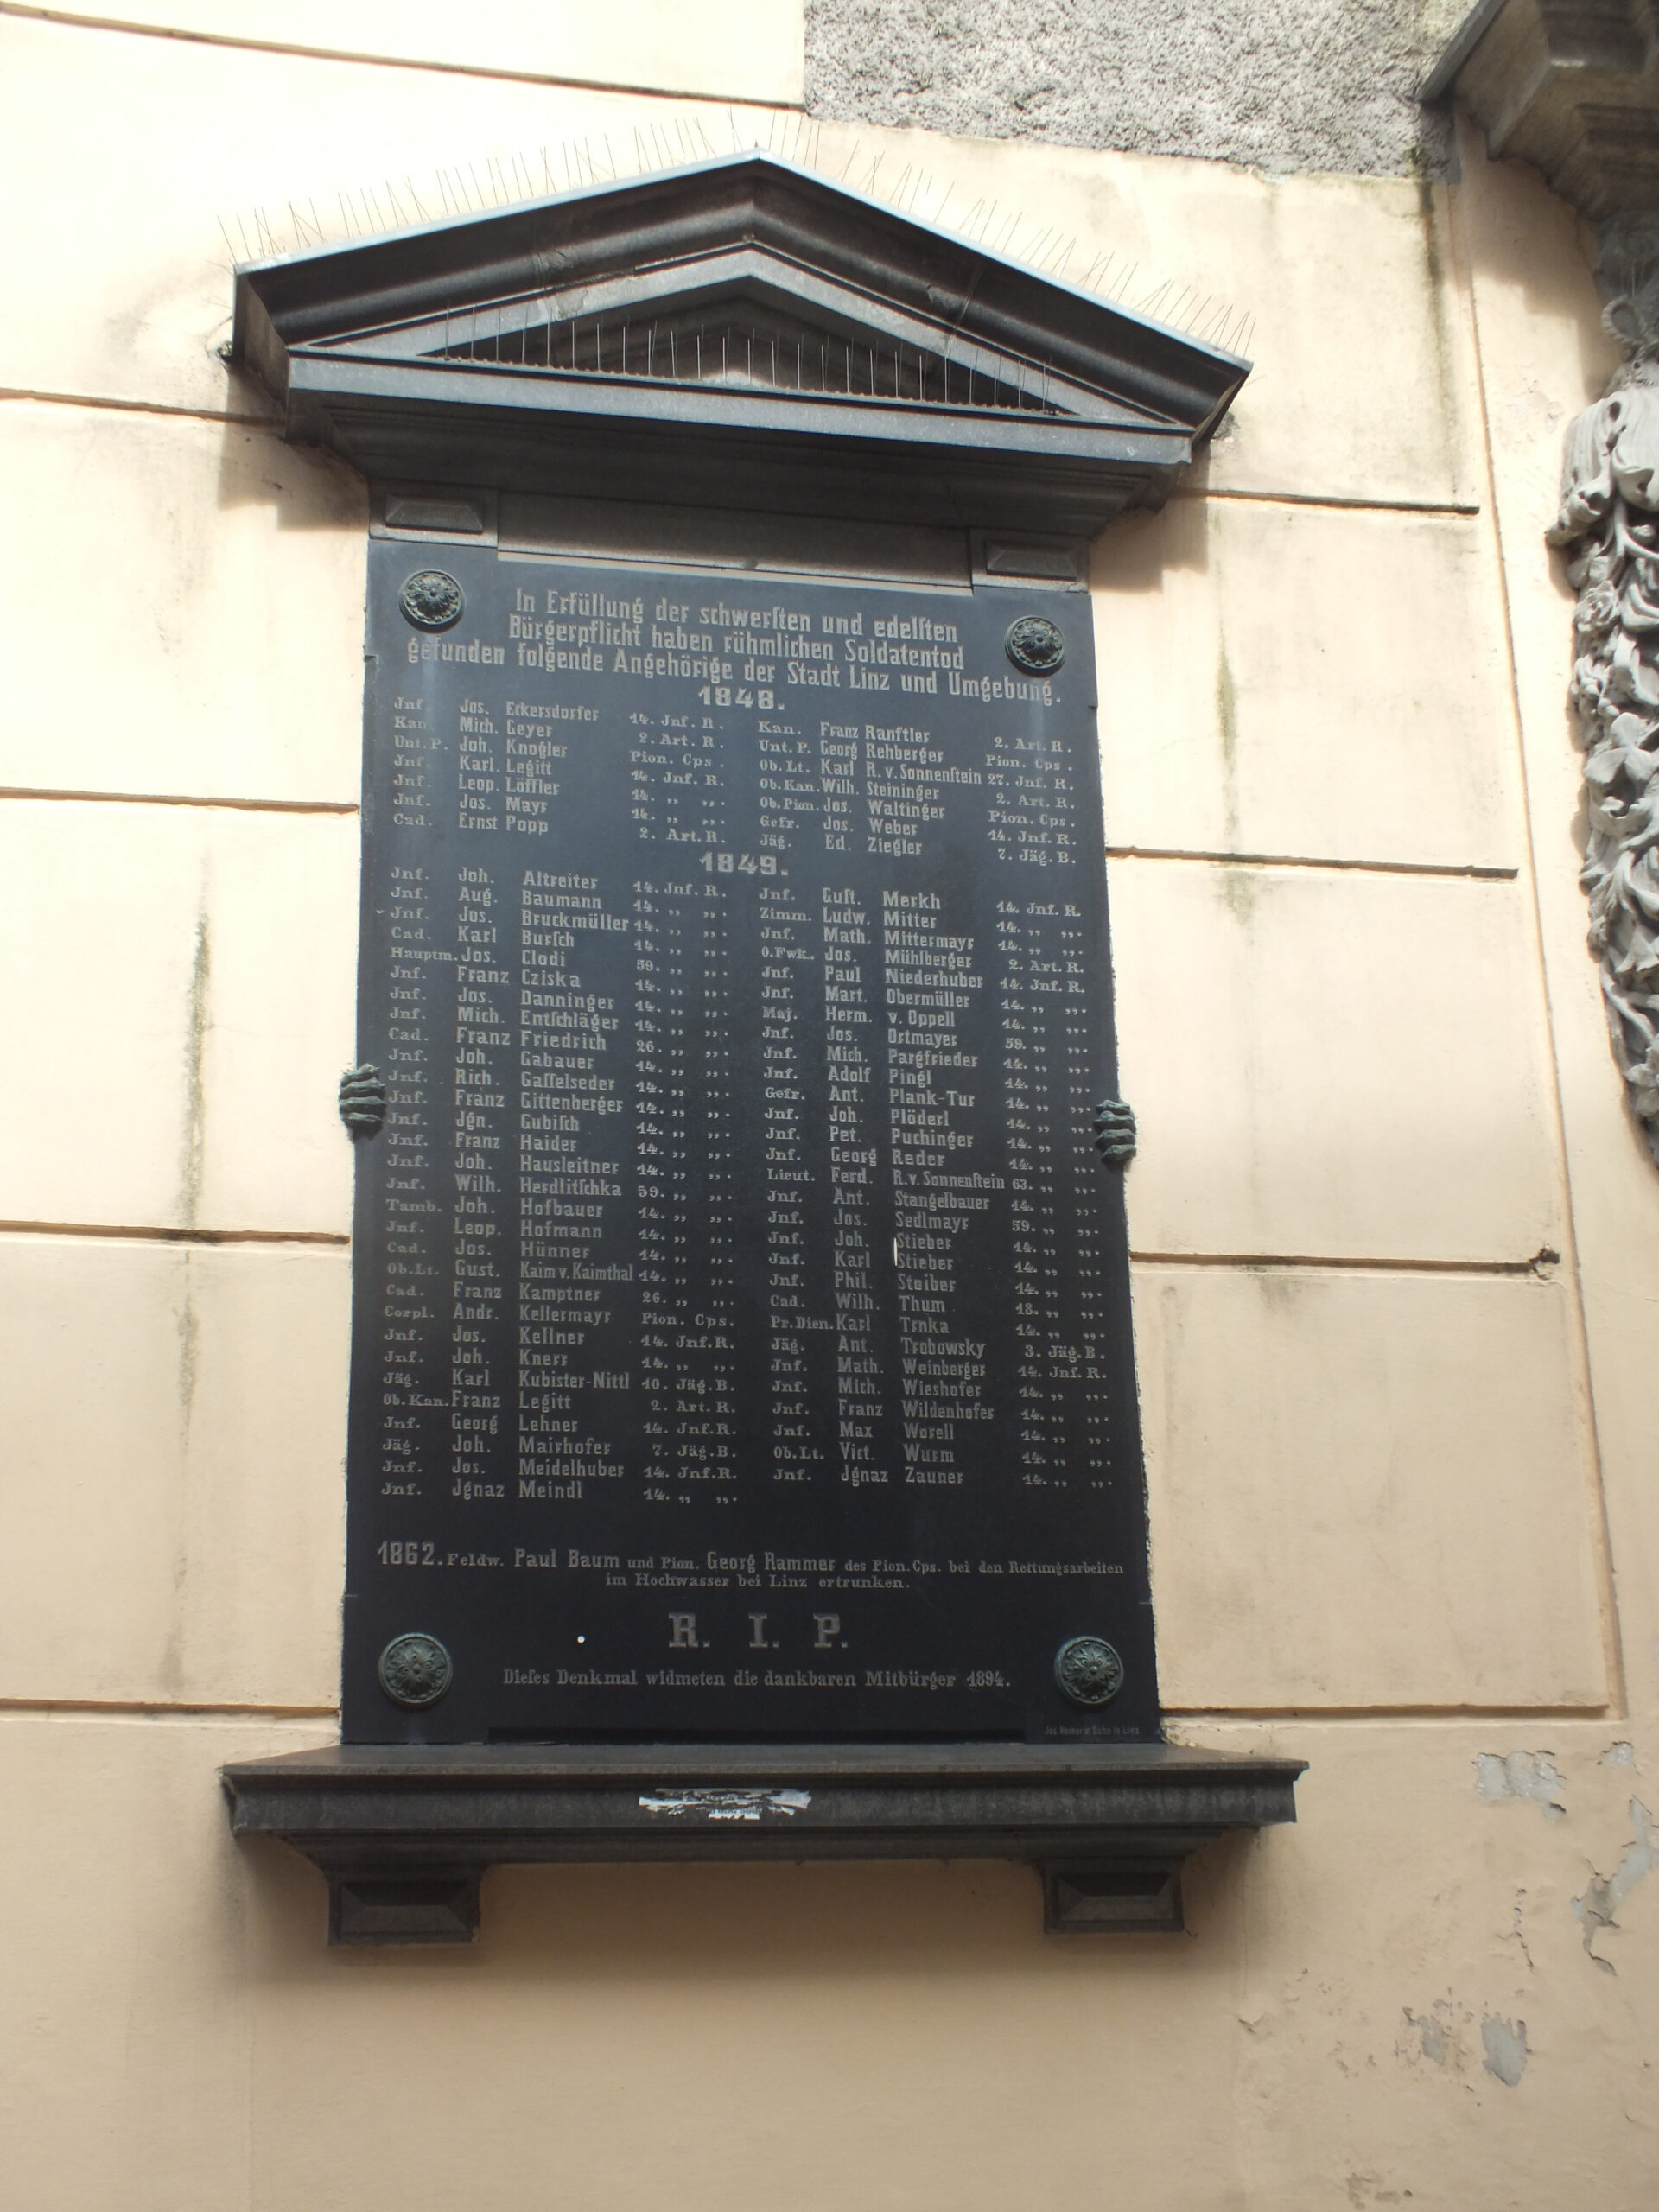 In Erfüllung der schwerſten und edelſten
Bürgerpflicht haben rühmlichen Soldatentod
gefunden folgende Angehörige der Stadt Linz und Umgebung.
1848.
Jnf. Jos. Eckersdorfer 14. Jnf. R.
Kan. Mich. Geyer 2. Art. R.
Unt. P. Joh. Knogler Pion. Cps.
Jnf. Karl. Legitt 14. Jnf. R.
Jnf. Leop. Löffler 14. „ „.
Jnf. Jos. Mayr 14. „ „.
Cad. Ernst Popp 2. Art. R.
Kan. Franz Ranftler 2. Art. R.
Unt. P. Georg Rehberger Pion. Cps.
Ob. Lt. Karl R. v. Sonnenſtein 27. Jnf. R.
Ob. Kan. Wilh. Steininger 2. Art. R.
Ob. Pion. Jos. Waltinger Pion. Cps.
Gefr. Jos. Weber 14. Jnf. R.
Jäg. Ed. Ziegler 7. Jäg. B.
1849.
Jnf. Joh. Altreiter 14. Jnf. R.
Jnf. Aug. Baumann 14. „ „.
Jnf. Jos. Bruckmüller 14. „ „.
Cad. Karl Burſch 14. „ „.
Hauptm. Jos. Clodi 59. „ „.
Jnf. Franz Cziska 14. „ „.
Jnf. Jos. Danninger 14. „ „.
Jnf. Mich. Entſchläger 14. „ „.
Cad. Franz Friedrich 26. „ „.
Jnf. Joh. Gabauer 14. „ „.
Jnf. Rich. Gaſſelseder 14. „ „.
Jnf. Franz Gittenberger 14. „ „.
Jnf. Jgn. Gubiſch 14. „ „.
Jnf. Franz Haider 14. „ „.
Jnf. Joh. Hausleitner 14. „ „.
Jnf. Wilh. Herdlitſchka 59. „ „.
Tamb. Joh. Hofbauer 14. „ „.
Jnf. Leop. Hofmann 14. „ „.
Cad. Jos. Hünner 14. „ „.
Ob. Lt. Gust. Kaim v. Kaimthal 14. „ „.
Cad. Franz Kamptner 26. „ „.
Corpl. Andr. Kellermayr Pion. Cps.
Jnf. Jos. Kellner 14. Jnf. R.
Jnf. Joh. Knerr 14. „ „.
Jäg. Karl Kubister-Nittl 10. Jäg. B.
Ob. Kan. Franz Legitt 2. Art. R.
Jnf. Georg Lehner 14. Jnf. R.
Jäg. Joh. Mairhofer 7. Jäg. B.
Jnf. Jos. Meidelhuber 14. Jnf. R.
Jnf. Jgnaz Meindl 14. „ „.
Jnf. Guſt. Merkh 14. Jnf. R.
Zimm. Ludw. Mitter 14. „ „.
Jnf. Math. Mittermayr 14. „ „.
O. Fwk. Jos. Mühlberger 2. Art. R.
Jnf. Paul Niederhuber 14. Jnf. R.
Jnf. Mart. Obermüller 14. „ „.
Maj. Herm. v. Oppell 14. „ „.
Jnf. Jos. Ortmayer 59. „ „.
Jnf. Mich. Pargfrieder 14. „ „.
Jnf. Adolf Pingl 14. „ „.
Gefr. Ant. Plank-Tur 14. „ „.
Jnf. Joh. Plöderl 14. „ „.
Jnf. Pet. Puchinger 14. „ „.
Jnf. Georg Reder 14. „ „.
Lieut. Ferd. R. v. Sonnenſtein 63. „ „.
Jnf. Ant. Stangelbauer 14. „ „.
Jnf. Jos. Sedlmayr 59. „ „.
Jnf. Joh. Stieber 14. „ „.
Jnf. Karl Stieber 14. „ „.
Jnf. Phil. Stoiber 14. „ „.
Cad. Wilh. Thum 18. „ „.
Pr. Dien. Karl Trnka 14. „ „.
Jäg. Ant. Trobowsky 3. Jäg. B.
Jnf. Math. Weinberger 14. Jnf. R.
Jnf. Mich. Wieshofer 14. „ „.
Jnf. Franz Wildenhofer 14. „ „.
Jnf. Max Worell 14. „ „.
Ob. Lt. Vict. Wurm 14. „ „.
Jnf. Jgnaz Zauner 14. „ „.
1862. Feldw. Paul Baum und Pion. Georg Rammer des Pion. Cps. bei den Rettungsarbeiten
im Hochwasser bei Linz ertrunken.
R. I. P.
Dieſes Denkmal widmeten die dankbaren Mitbürger 1894.
in Linz.